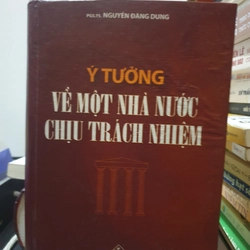 PGS.TS. NGUYỄN ĐĂNG DUNG
Ý TƯỞNG
VỀ MỘT NHÀ NƯỚC
CHỊU TRÁCH NHIỆM